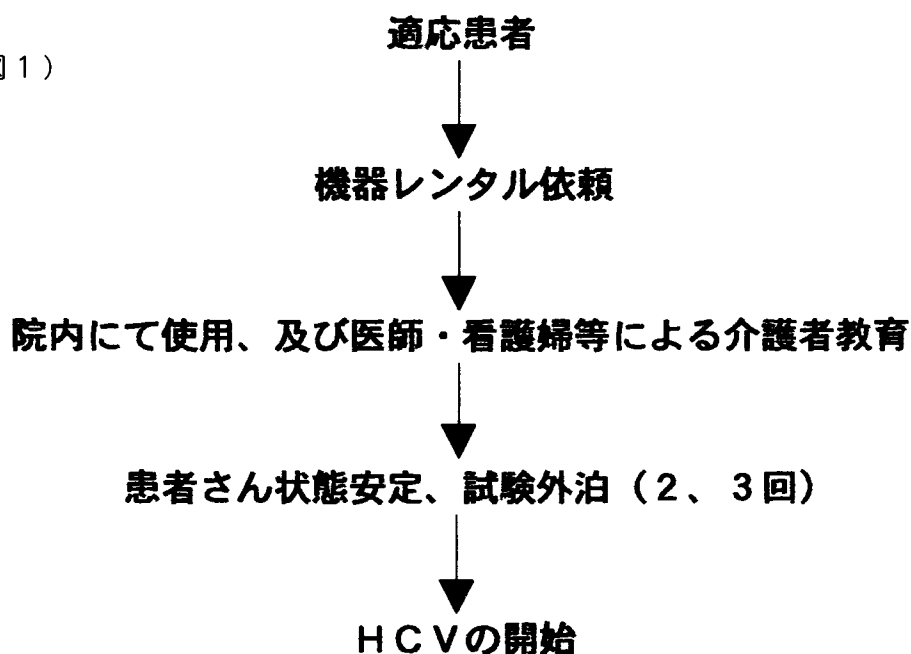 適応患者
図1)
機器レンタル依頼
院内にて使用、及び医師・看護婦等による介護者教育
患者さん状態安定、試験外泊(2、3回)
HCVの開始